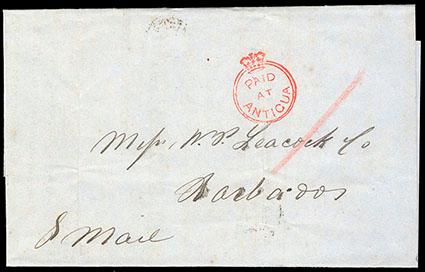 PAID
AT
ANTIGUA
Messrs W. P. Leacock & Co
Barbados
p Mail